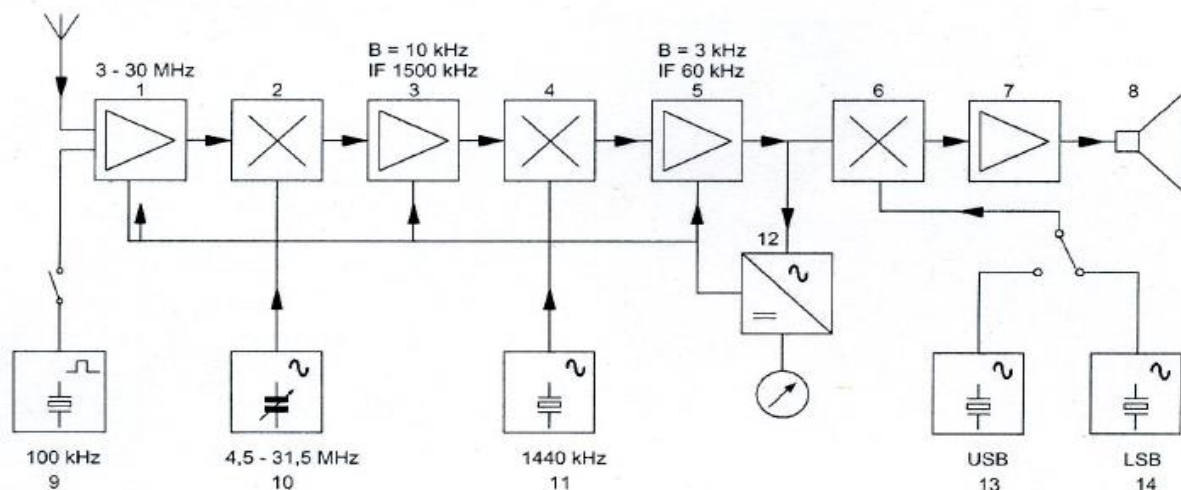 B = 10 kHz
B = 3 kHz
3 - 30 MHz
IF 1500 kHz
IF 60 kHz
1
2
3
4
5
6
7
8
12
100 kHz
4,5 - 31,5 MHz
1440 kHz
USB
LSB
9
10
11
13
14